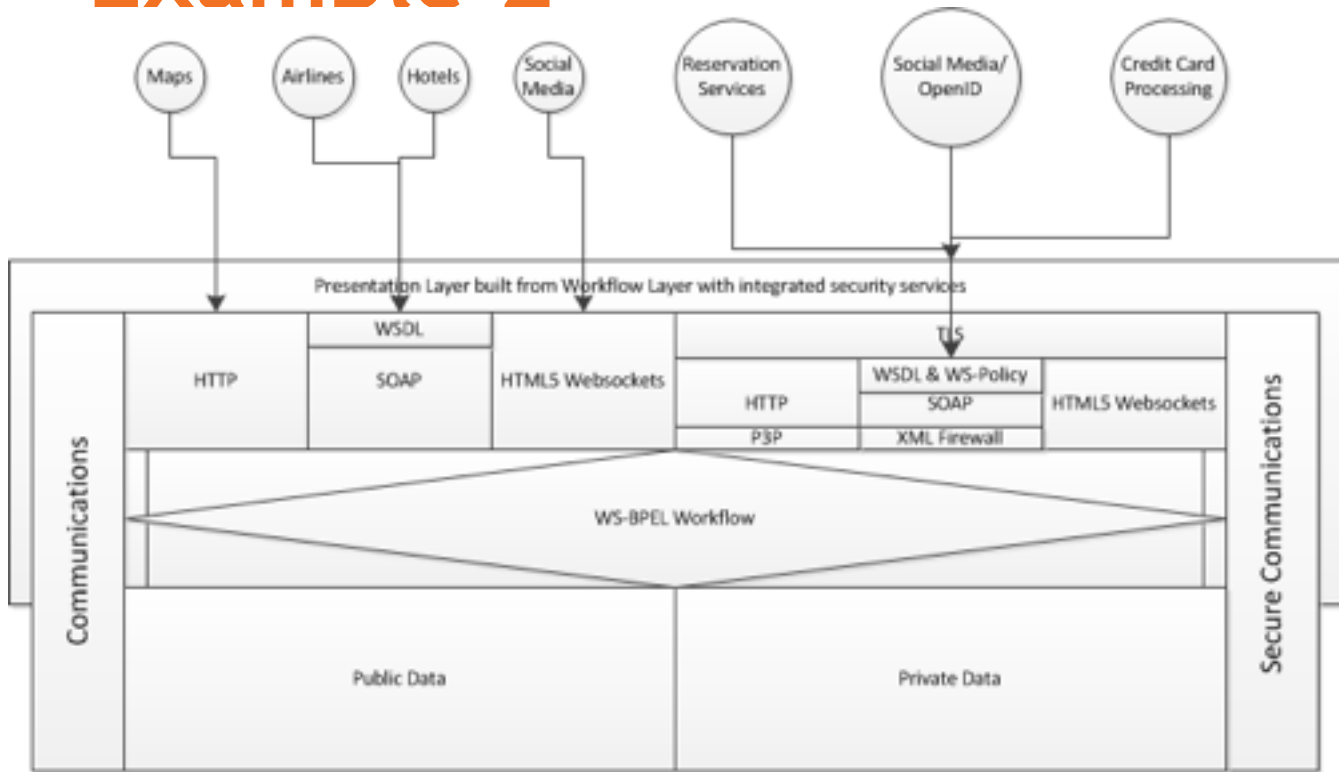 Example 2
Maps
Airlines
Hotels
Social
Media
Reservation
Services
Social Media/
OpenID
Credit Card
Processing
Presentation Layer built from Workflow Layer with integrated security services
Communications
HTTP
WSDL
SOAP
HTML5 Websockets
TLS
HTTP
P3P
WSDL & WS-Policy
SOAP
XML Firewall
HTML5 Websockets
Secure Communications
WS-BPEL Workflow
Public Data
Private Data